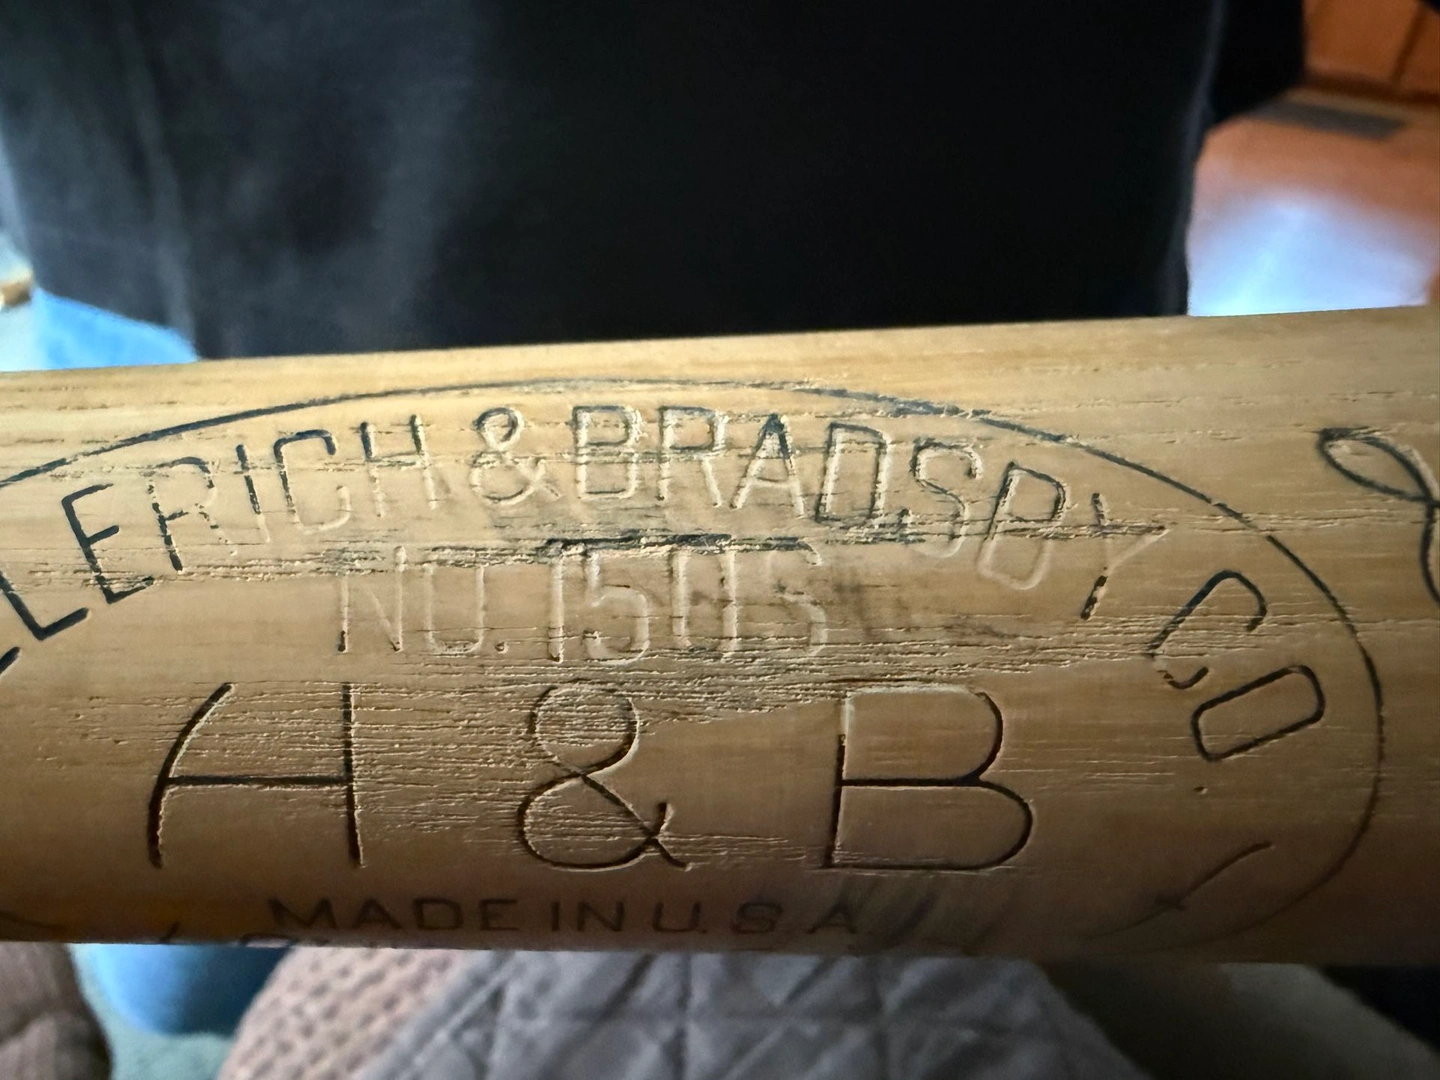 LERICH & BRADSBY CO
NO. 150S
H & B
MADE IN U.S.A